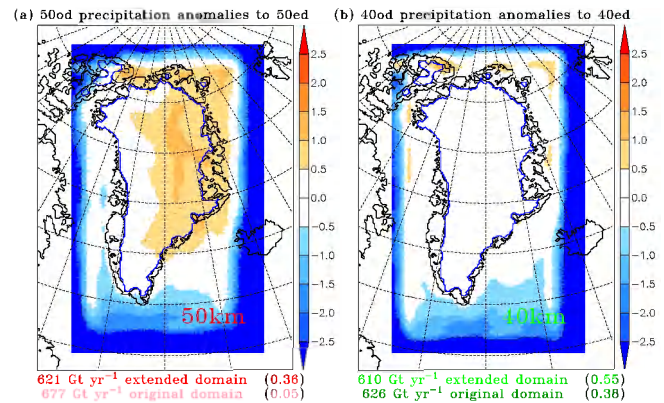 (a) 50od precipitation anomalies to 50ed
(b) 40od precipitation anomalies to 40ed
2.5
2.0
1.5
1.0
0.5
0.0
-0.5
-1.0
-1.5
-2.0
-2.5
50km
2.5
2.0
1.5
1.0
0.5
0.0
-0.5
-1.0
-1.5
-2.0
-2.5
40km
621 Gt yr⁻¹ extended domain (0.36)
677 Gt yr⁻¹ original domain (0.05)
610 Gt yr⁻¹ extended domain (0.55)
626 Gt yr⁻¹ original domain (0.38)